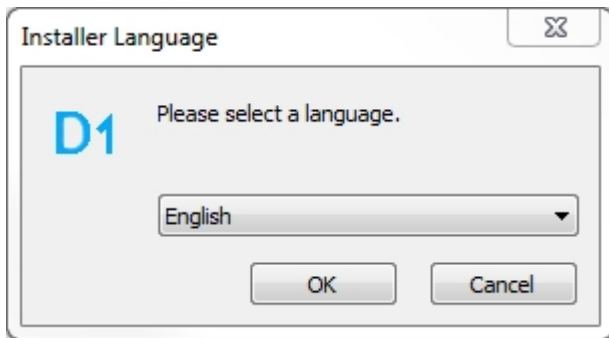 Installer Language
D1
Please select a language.
English
OK
Cancel